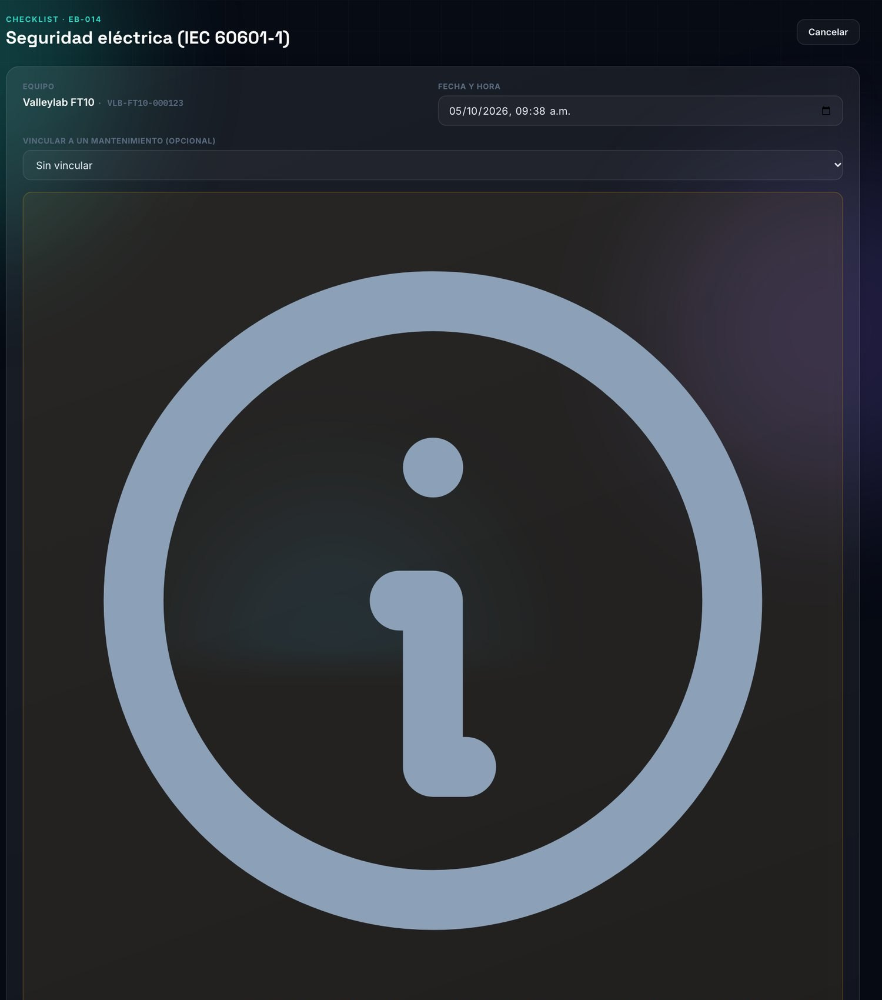 CHECKLIST · EB-014
Seguridad eléctrica (IEC 60601-1)
Cancelar
EQUIPO
Valleylab FT10 · VLB-FT10-000123
FECHA Y HORA
05/10/2026, 09:38 a.m.
VINCULAR A UN MANTENIMIENTO (OPCIONAL)
Sin vincular